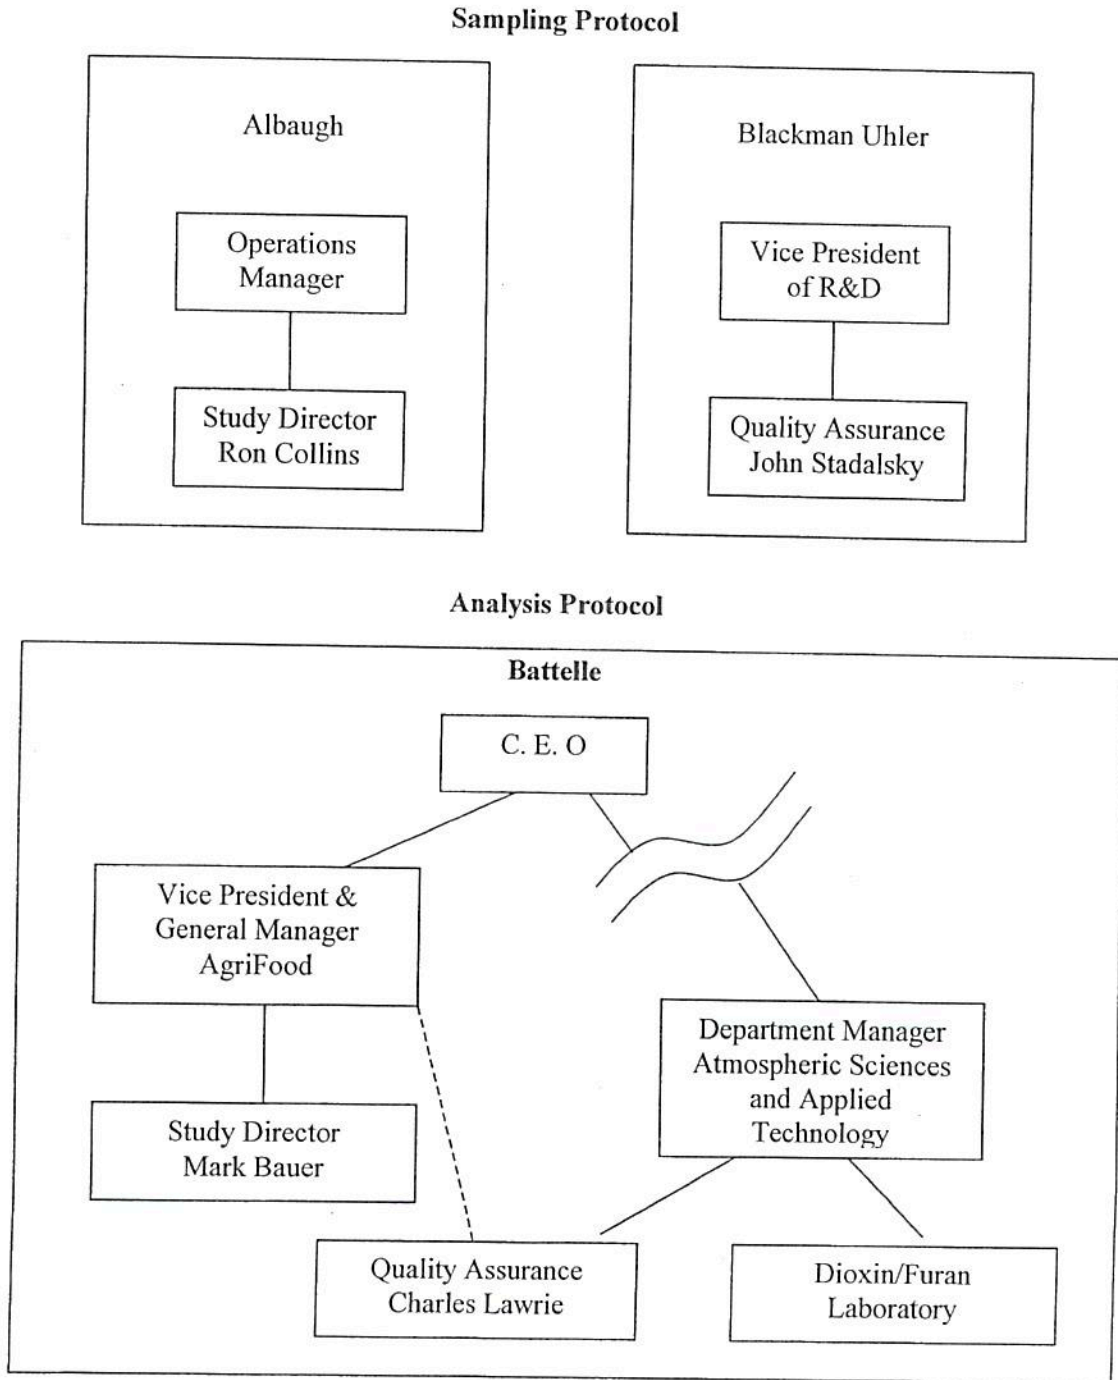 Sampling Protocol
Albaugh
Operations
Manager
Study Director
Ron Collins
Blackman Uhler
Vice President
of R&D
Quality Assurance
John Stadalsky
Analysis Protocol
Battelle
C. E. O
Vice President &
General Manager
AgriFood
Study Director
Mark Bauer
Department Manager
Atmospheric Sciences
and Applied
Technology
Quality Assurance
Charles Lawrie
Dioxin/Furan
Laboratory